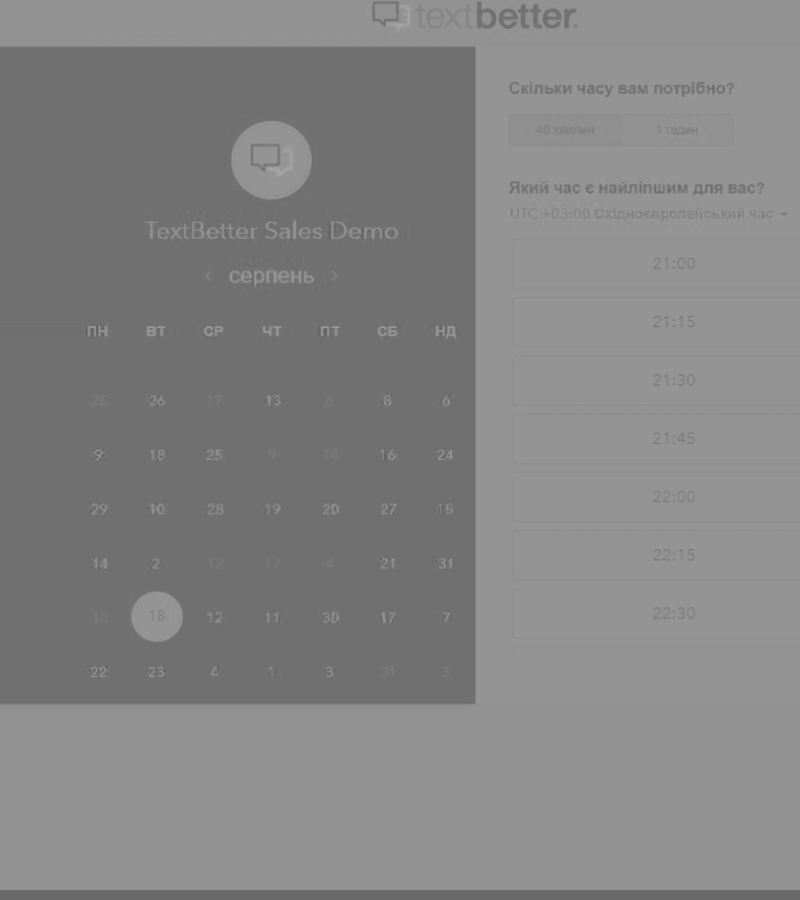 textbetter.
Скільки часу вам потрібно?
40 хвилин 1 годин
Який час є найліпшим для вас?
UTC +03:00 Східноєвропейський час
TextBetter Sales Demo
‹ серпень ›
ПН ВТ СР ЧТ ПТ СБ НД
25 26 17 13 6 8 6
9 18 25 9 14 16 24
29 10 28 19 20 27 15
14 2 12 17 4 21 31
13 18 12 11 30 17 7
22 23 4 1 3 31 3
21:00
21:15
21:30
21:45
22:00
22:15
22:30